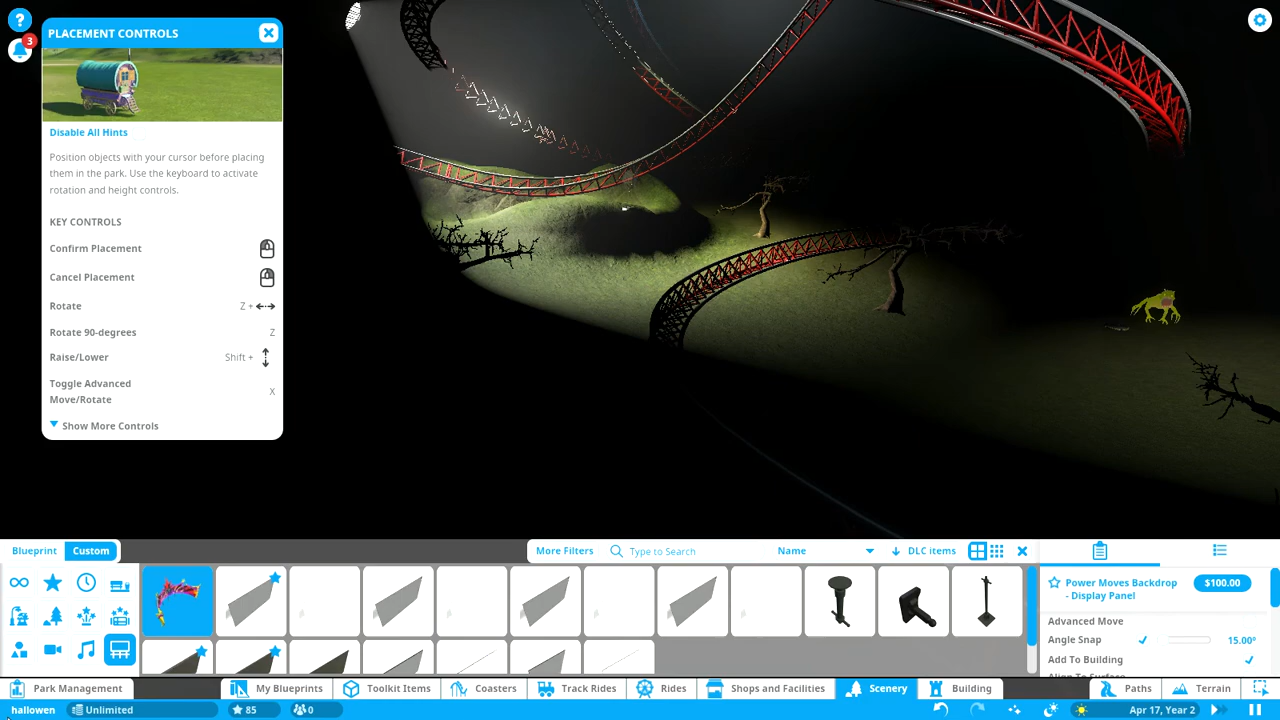 ?
3
PLACEMENT CONTROLS
Disable All Hints
Position objects with your cursor before placing
them in the park. Use the keyboard to activate
rotation and height controls.
KEY CONTROLS
Confirm Placement
Cancel Placement
Rotate Z +
Rotate 90-degrees Z
Raise/Lower Shift +
Toggle Advanced
Move/Rotate X
Show More Controls
Blueprint Custom More Filters Type to Search Name DLC items
Power Moves Backdrop
- Display Panel $100.00
Advanced Move
Angle Snap 15.00°
Add To Building
Align To Surface
Park Management My Blueprints Toolkit Items Coasters Track Rides Rides Shops and Facilities Scenery Building Paths Terrain
hallowen Unlimited 85 0 Apr 17, Year 2